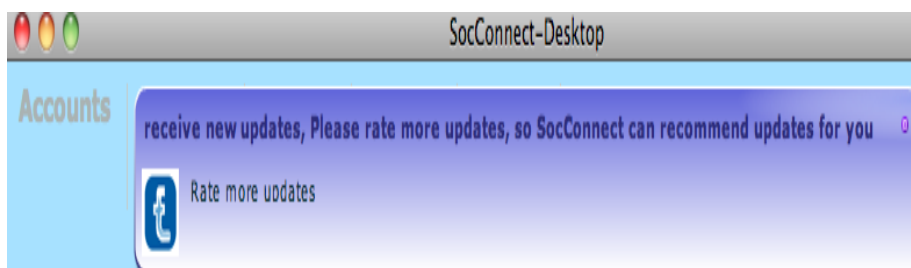 SocConnect-Desktop
Accounts
receive new updates, Please rate more updates, so SocConnect can recommend updates for you
Rate more updates